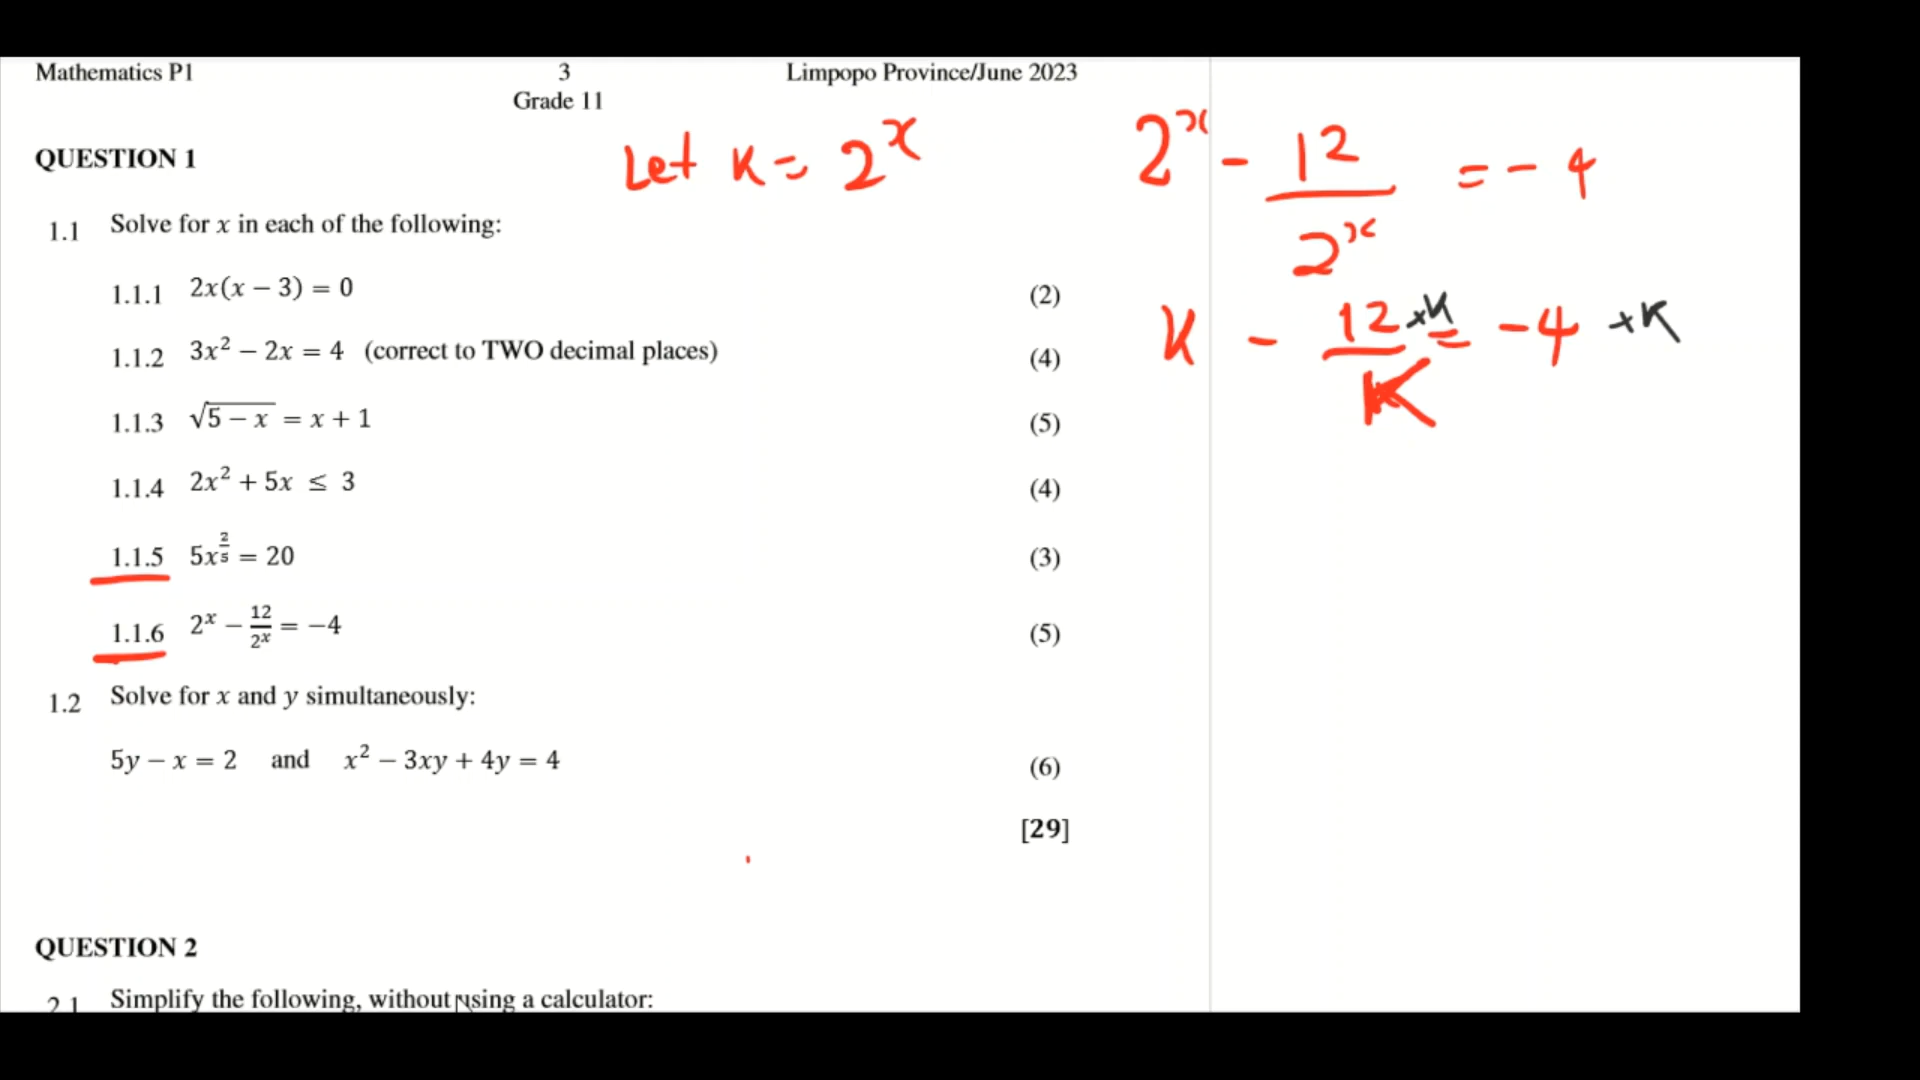 Mathematics P1 3 Limpopo Province/June 2023
Grade 11
Let K = 2^x
2^x - 12/2^x = - 4
QUESTION 1
1.1 Solve for x in each of the following:
1.1.1 2x(x − 3) = 0 (2)
K - 12/K ×K = -4 ×K
1.1.2 3x² − 2x = 4 (correct to TWO decimal places) (4)
1.1.3 √(5 − x) = x + 1 (5)
1.1.4 2x² + 5x ≤ 3 (4)
1.1.5 5x^(2/5) = 20 (3)
1.1.6 2^x − 12/2^x = −4 (5)
1.2 Solve for x and y simultaneously:
5y − x = 2 and x² − 3xy + 4y = 4 (6)
[29]
QUESTION 2
2.1 Simplify the following, without using a calculator: